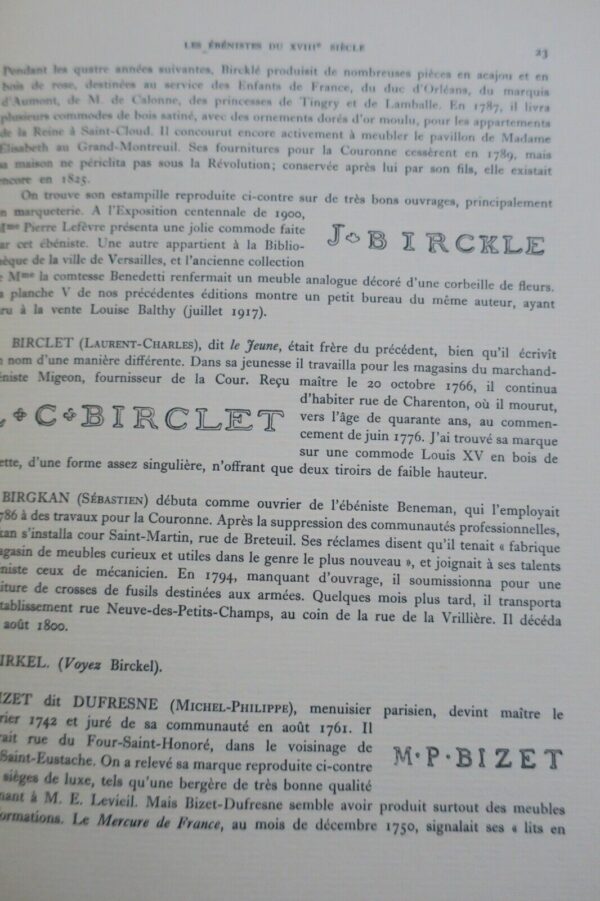 LES ÉBÉNISTES DU XVIIIᵉ SIÈCLE
23
Pendant les quatre années suivantes, Bircklé produisit de nombreuses pièces en acajou et en
bois de rose, destinées au service des Enfants de France, du duc d'Orléans, du marquis
d'Aumont, de M. de Calonne, des princesses de Tingry et de Lamballe. En 1787, il livra
plusieurs commodes de bois satiné, avec des ornements dorés d'or moulu, pour les appartements
de la Reine à Saint-Cloud. Il concourut encore activement à meubler le pavillon de Madame
Elisabeth au Grand-Montreuil. Ses fournitures pour la Couronne cessèrent en 1789, mais
sa maison ne périclita pas sous la Révolution; conservée après lui par son fils, elle existait
encore en 1825.
On trouve son estampille reproduite ci-contre sur de très bons ouvrages, principalement
n marqueterie. A l'Exposition centennale de 1900,
Mᵐᵉ Pierre Lefèvre présenta une jolie commode faite
ar cet ébéniste. Une autre appartient à la Biblio-
hèque de la ville de Versailles, et l'ancienne collection
J B IRCKLE
e Mᵐᵉ la comtesse Benedetti renfermait un meuble analogue décoré d'une corbeille de fleurs.
a planche V de nos précédentes éditions montre un petit bureau du même auteur, ayant
ru à la vente Louise Balthy (juillet 1917).
BIRCLET (Laurent-Charles), dit le Jeune, était frère du précédent, bien qu'il écrivît
n nom d'une manière différente. Dans sa jeunesse il travailla pour les magasins du marchand-
éniste Migeon, fournisseur de la Cour. Reçu maître le 20 octobre 1766, il continua
d'habiter rue de Charenton, où il mourut,
vers l'âge de quarante ans, au commen-
cement de juin 1776. J'ai trouvé sa marque
sur une commode Louis XV en bois de
C BIRCLET
ette, d'une forme assez singulière, n'offrant que deux tiroirs de faible hauteur.
BIRGKAN (Sébastien) débuta comme ouvrier de l'ébéniste Beneman, qui l'employait
786 à des travaux pour la Couronne. Après la suppression des communautés professionnelles,
kan s'installa cour Saint-Martin, rue de Breteuil. Ses réclames disent qu'il tenait « fabrique
agasin de meubles curieux et utiles dans le genre le plus nouveau », et joignait à ses talents
éniste ceux de mécanicien. En 1794, manquant d'ouvrage, il soumissionna pour une
iture de crosses de fusils destinées aux armées. Quelques mois plus tard, il transporta
établissement rue Neuve-des-Petits-Champs, au coin de la rue de la Vrillière. Il décéda
août 1800.
IRKEL. (Voyez Birckel).
IZET dit DUFRESNE (Michel-Philippe), menuisier parisien, devint maître le
rier 1742 et juré de sa communauté en août 1761. Il
rait rue du Four-Saint-Honoré, dans le voisinage de
Saint-Eustache. On a relevé sa marque reproduite ci-contre
sièges de luxe, tels qu'une bergère de très bonne qualité
M·P·BIZET
nant à M. E. Levieil. Mais Bizet-Dufresne semble avoir produit surtout des meubles
formations. Le Mercure de France, au mois de décembre 1750, signalait ses « lits en